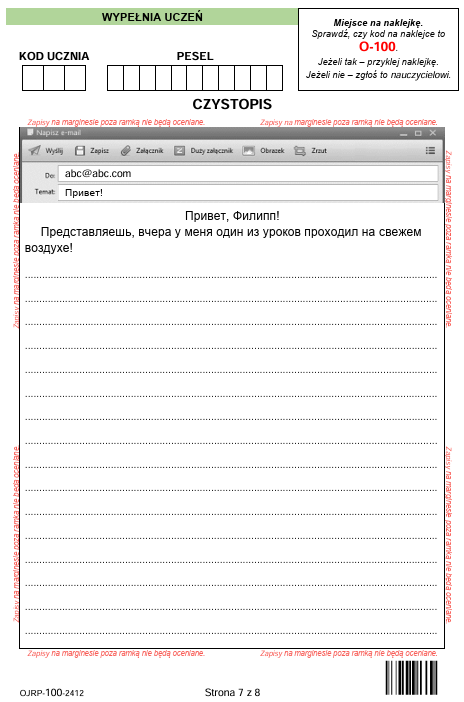 WYPEŁNIA UCZEŃ
KOD UCZNIA
PESEL
Miejsce na naklejkę.
Sprawdź, czy kod na naklejce to
O-100.
Jeżeli tak – przyklej naklejkę.
Jeżeli nie – zgłoś to nauczycielowi.
CZYSTOPIS
Zapisy na marginesie poza ramką nie będą oceniane.
Zapisy na marginesie poza ramką nie będą oceniane.
Napisz e-mail
Wyślij
Zapisz
Załącznik
Duży załącznik
Obrazek
Zrzut
Do: abc@abc.com
Temat: Привет!
Привет, Филипп!
Представляешь, вчера у меня один из уроков проходил на свежем
воздухе!
Zapisy na marginesie poza ramką nie będą oceniane.
Zapisy na marginesie poza ramką nie będą oceniane.
Zapisy na marginesie poza ramką nie będą oceniane.
Zapisy na marginesie poza ramką nie będą oceniane.
Zapisy na marginesie poza ramką nie będą oceniane.
Zapisy na marginesie poza ramką nie będą oceniane.
OJRP-100-2412
Strona 7 z 8